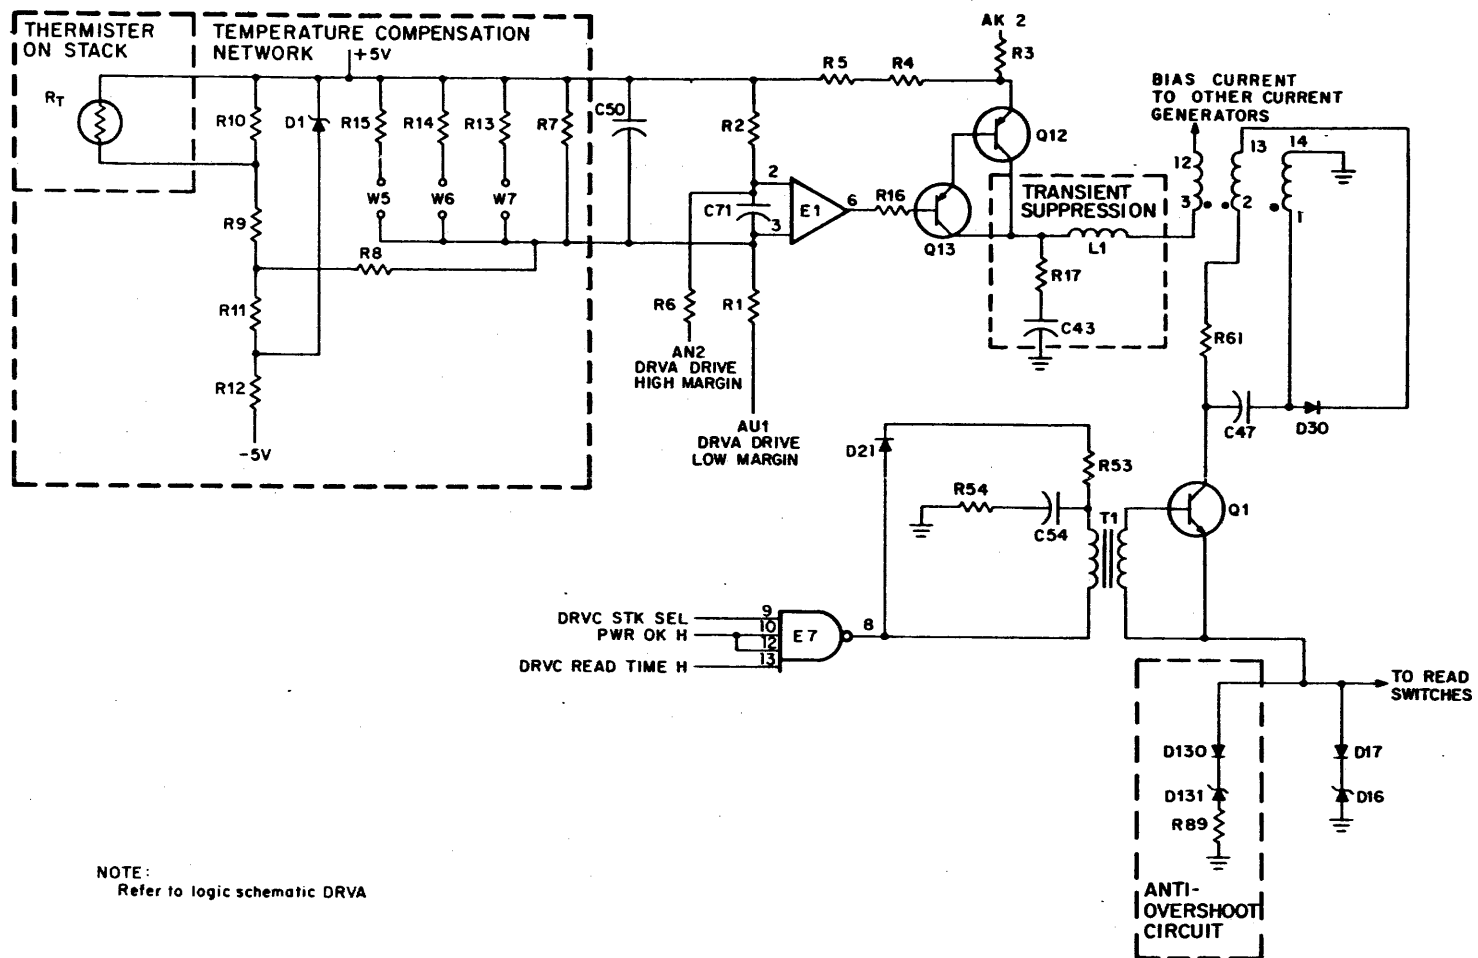 THERMISTER
ON STACK
TEMPERATURE COMPENSATION
NETWORK
+5V
RT
R10
D1
R15
R14
R13
R7
C50
W5
W6
W7
R9
R8
R11
R12
-5V
R5
R4
AK 2
R3
R2
2
C71
3
E1
6
R16
Q12
Q13
R6
R1
AN2
DRVA DRIVE
HIGH MARGIN
AU1
DRVA DRIVE
LOW MARGIN
TRANSIENT
SUPPRESSION
L1
R17
C43
BIAS CURRENT
TO OTHER CURRENT
GENERATORS
12
3
13
2
14
1
R61
C47
D30
D21
R53
R54
C54
T1
Q1
DRVC STK SEL
PWR OK H
DRVC READ TIME H
9
10
12
13
E7
8
TO READ
SWITCHES
D130
D17
D131
D16
R89
ANTI-
OVERSHOOT
CIRCUIT
NOTE:
Refer to logic schematic DRVA